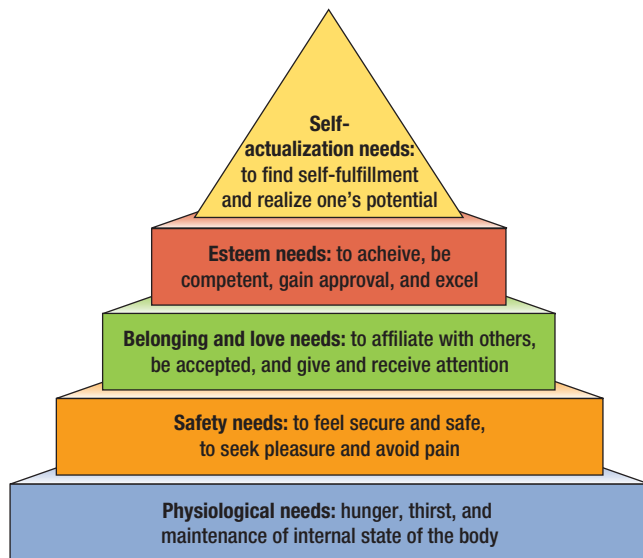 Self-
actualization needs:
to find self-fulfillment
and realize one's potential
Esteem needs: to acheive, be
competent, gain approval, and excel
Belonging and love needs: to affiliate with others,
be accepted, and give and receive attention
Safety needs: to feel secure and safe,
to seek pleasure and avoid pain
Physiological needs: hunger, thirst, and
maintenance of internal state of the body